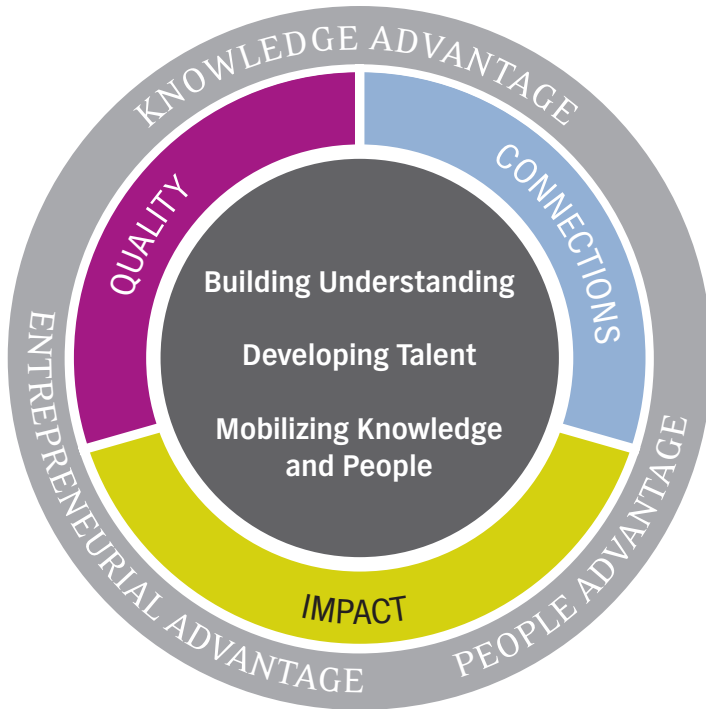 KNOWLEDGE ADVANTAGE
QUALITY
CONNECTIONS
Building Understanding
Developing Talent
Mobilizing Knowledge
and People
IMPACT
ENTREPRENEURIAL ADVANTAGE
PEOPLE ADVANTAGE